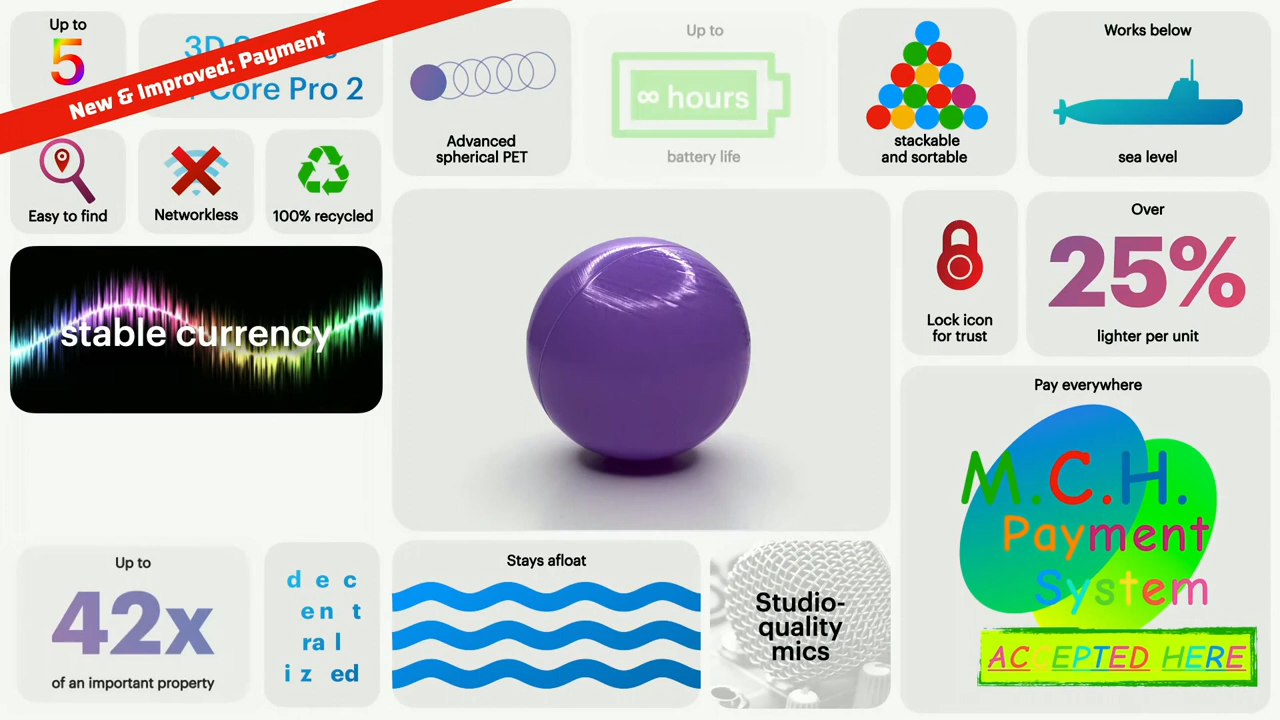 Up to
5
New & Improved: Payment
3D
Core Pro 2
Advanced
spherical PET
Up to
∞ hours
battery life
stackable
and sortable
Works below
sea level
Easy to find
Networkless
100% recycled
stable currency
Lock icon
for trust
Over
25%
lighter per unit
Pay everywhere
M.C.H.
Payment
System
ACCEPTED HERE
Up to
42x
of an important property
d e c
en t
ra l
i z ed
Stays afloat
Studio-
quality
mics